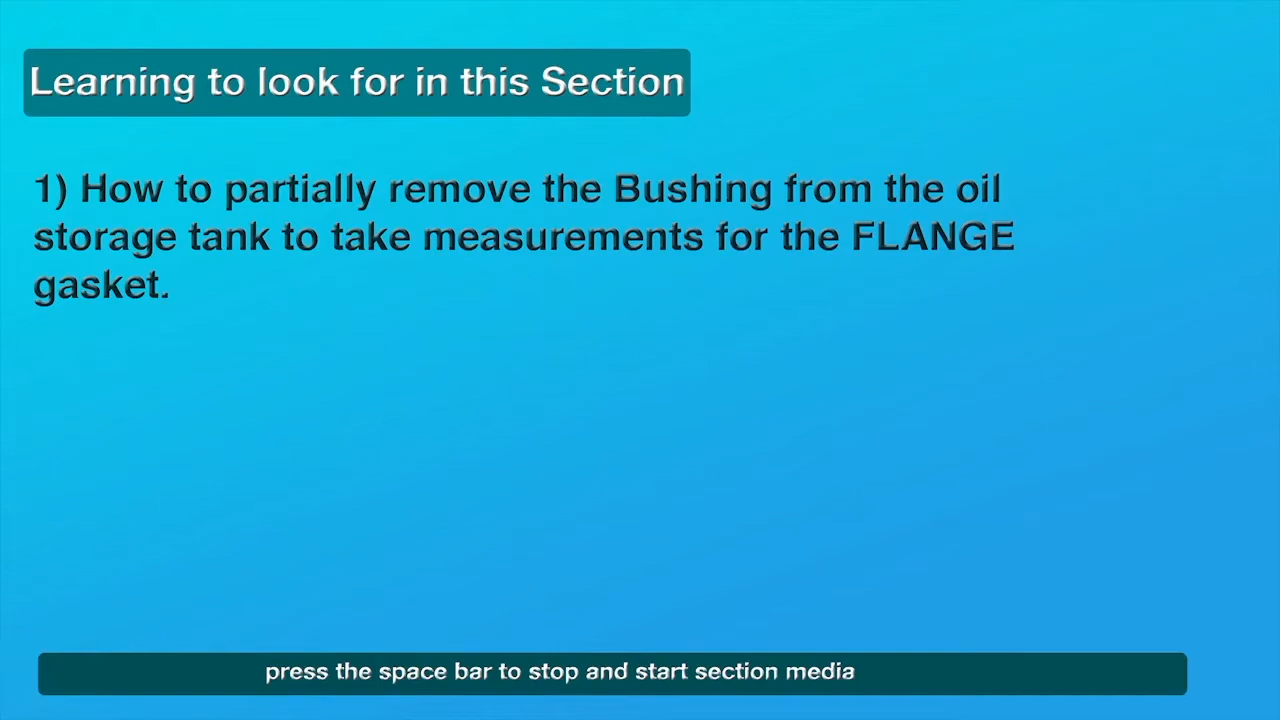 Learning to look for in this Section
1) How to partially remove the Bushing from the oil
storage tank to take measurements for the FLANGE
gasket.
press the space bar to stop and start section media